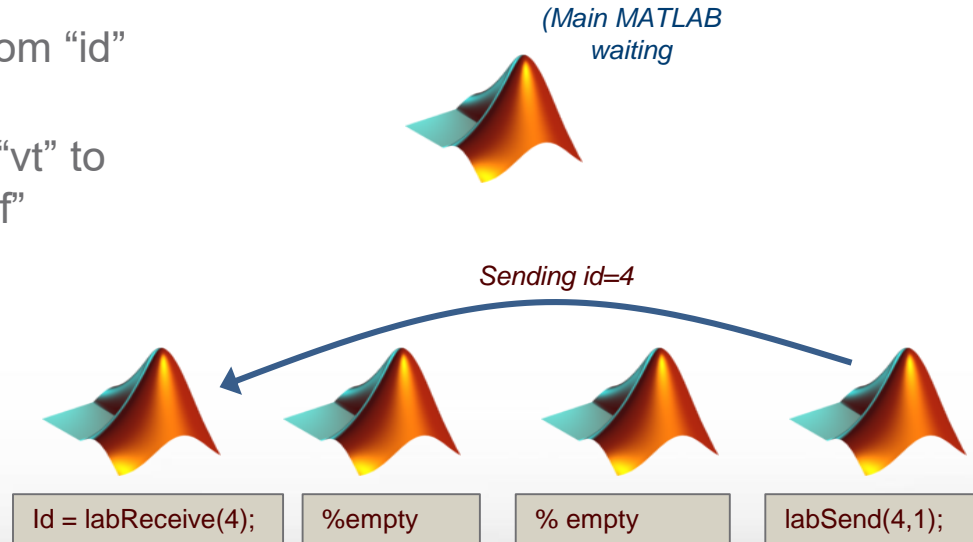 (Main MATLAB
waiting
om “id”
“vt” to
f”
Sending id=4
Id = labReceive(4);
%empty
% empty
labSend(4,1);